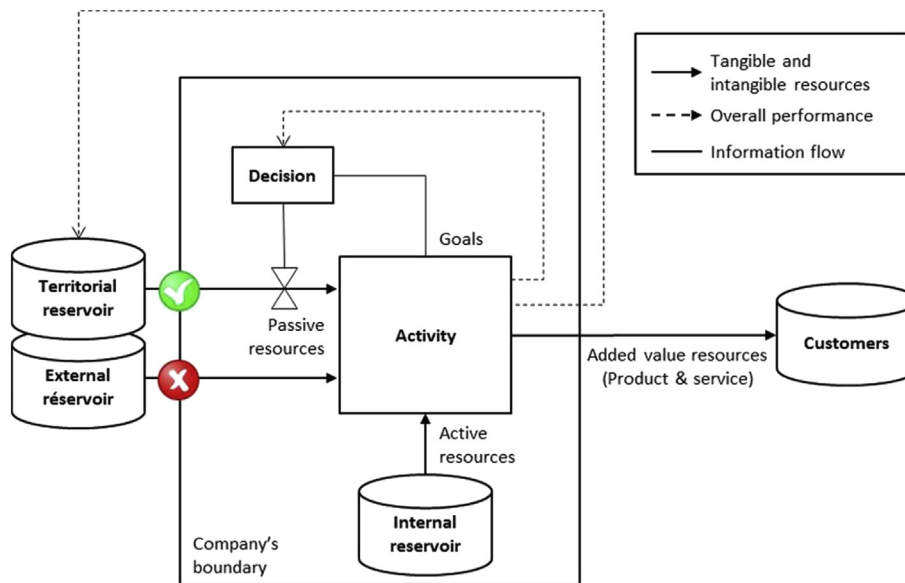 Tangible and
intangible resources
Overall performance
Information flow
Decision
Goals
Territorial
reservoir
Passive
resources
Activity
External
réservoir
Customers
Added value resources
(Product & service)
Active
resources
Internal
reservoir
Company's
boundary